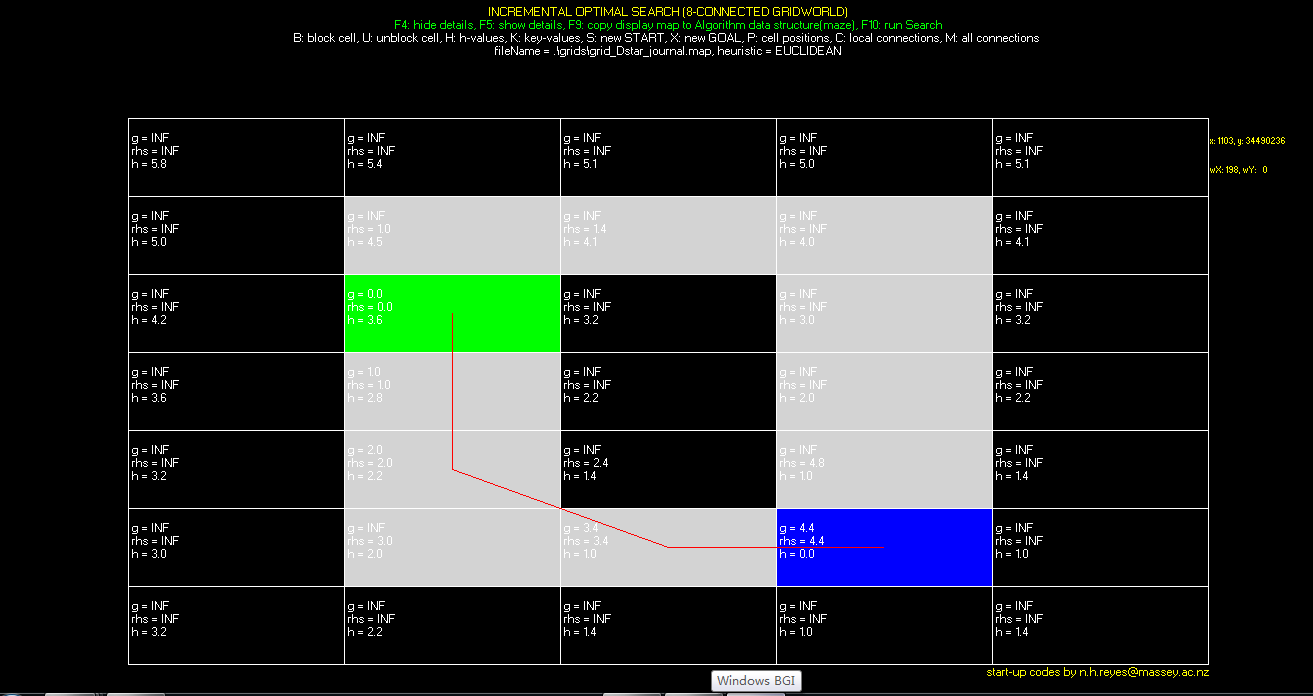 INCREMENTAL OPTIMAL SEARCH (8-CONNECTED GRIDWORLD)
F4: hide details, F5: show details, F9: copy display map to Algorithm data structure(maze), F10: run Search
B: block cell, U: unblock cell, H: h-values, K: key-values, S: new START, X: new GOAL, P: cell positions, C: local connections, M: all connections
fileName = .\grids\grid_Dstar_journal.map, heuristic = EUCLIDEAN
g = INF g = INF g = INF g = INF g = INF
rhs = INF rhs = INF rhs = INF rhs = INF rhs = INF
h = 5.8 h = 5.4 h = 5.1 h = 5.0 h = 5.1
x: 1103, y: 34490236
wX: 198, wY: 0
g = INF g = INF g = INF g = INF g = INF
rhs = INF rhs = 1.0 rhs = 1.4 rhs = INF rhs = INF
h = 5.0 h = 4.5 h = 4.1 h = 4.0 h = 4.1
g = INF g = 0.0 g = INF g = INF g = INF
rhs = INF rhs = 0.0 rhs = INF rhs = INF rhs = INF
h = 4.2 h = 3.6 h = 3.2 h = 3.0 h = 3.2
g = INF g = 1.0 g = INF g = INF g = INF
rhs = INF rhs = 1.0 rhs = INF rhs = INF rhs = INF
h = 3.6 h = 2.8 h = 2.2 h = 2.0 h = 2.2
g = INF g = 2.0 g = INF g = INF g = INF
rhs = INF rhs = 2.0 rhs = 2.4 rhs = 4.8 rhs = INF
h = 3.2 h = 2.2 h = 1.4 h = 1.0 h = 1.4
g = INF g = INF g = 3.4 g = 4.4 g = INF
rhs = INF rhs = 3.0 rhs = 3.4 rhs = 4.4 rhs = INF
h = 3.0 h = 2.0 h = 1.0 h = 0.0 h = 1.0
g = INF g = INF g = INF g = INF g = INF
rhs = INF rhs = INF rhs = INF rhs = INF rhs = INF
h = 3.2 h = 2.2 h = 1.4 h = 1.0 h = 1.4
start-up codes by n.h.reyes@massey.ac.nz
Windows BGI